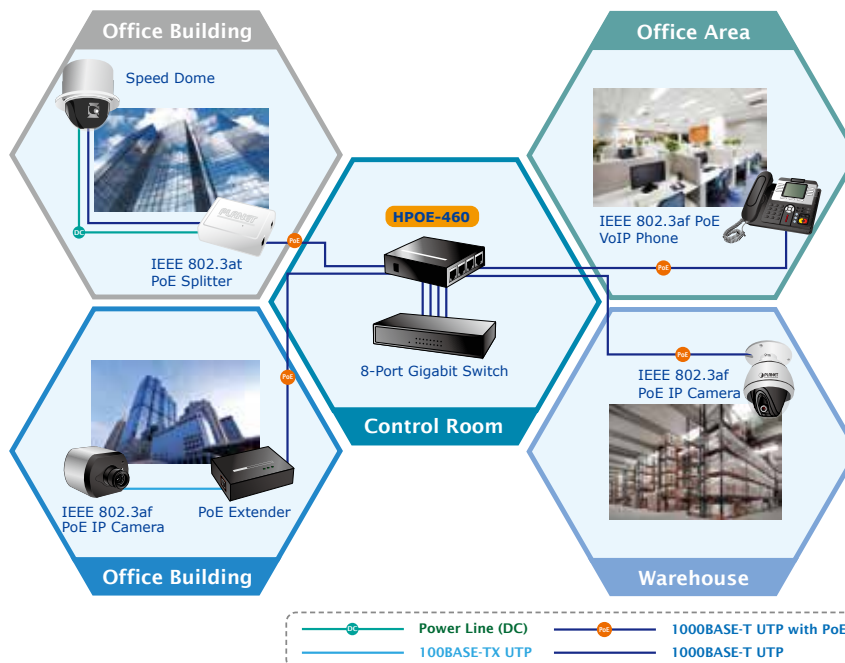 Office Building
Speed Dome
PLANET
DC
PoE
IEEE 802.3at
PoE Splitter
Office Area
IEEE 802.3af PoE
VoIP Phone
PoE
HPOE-460
8-Port Gigabit Switch
Control Room
PoE
IEEE 802.3af
PoE IP Camera
PoE Extender
Office Building
PoE
IEEE 802.3af
PoE IP Camera
PLANET
Warehouse
DC
Power Line (DC)
PoE
1000BASE-T UTP with PoE
100BASE-TX UTP
1000BASE-T UTP